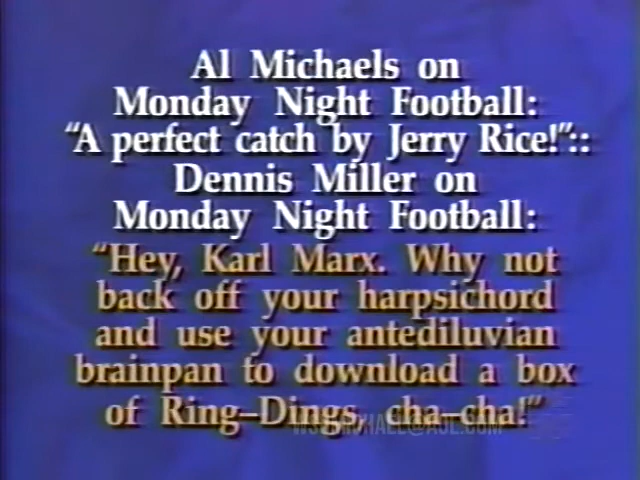 Al Michaels on
Monday Night Football:
“A perfect catch by Jerry Rice!”::
Dennis Miller on
Monday Night Football:
“Hey, Karl Marx. Why not
back off your harpsichord
and use your antediluvian
brainpan to download a box
of Ring–Dings, cha–cha!”